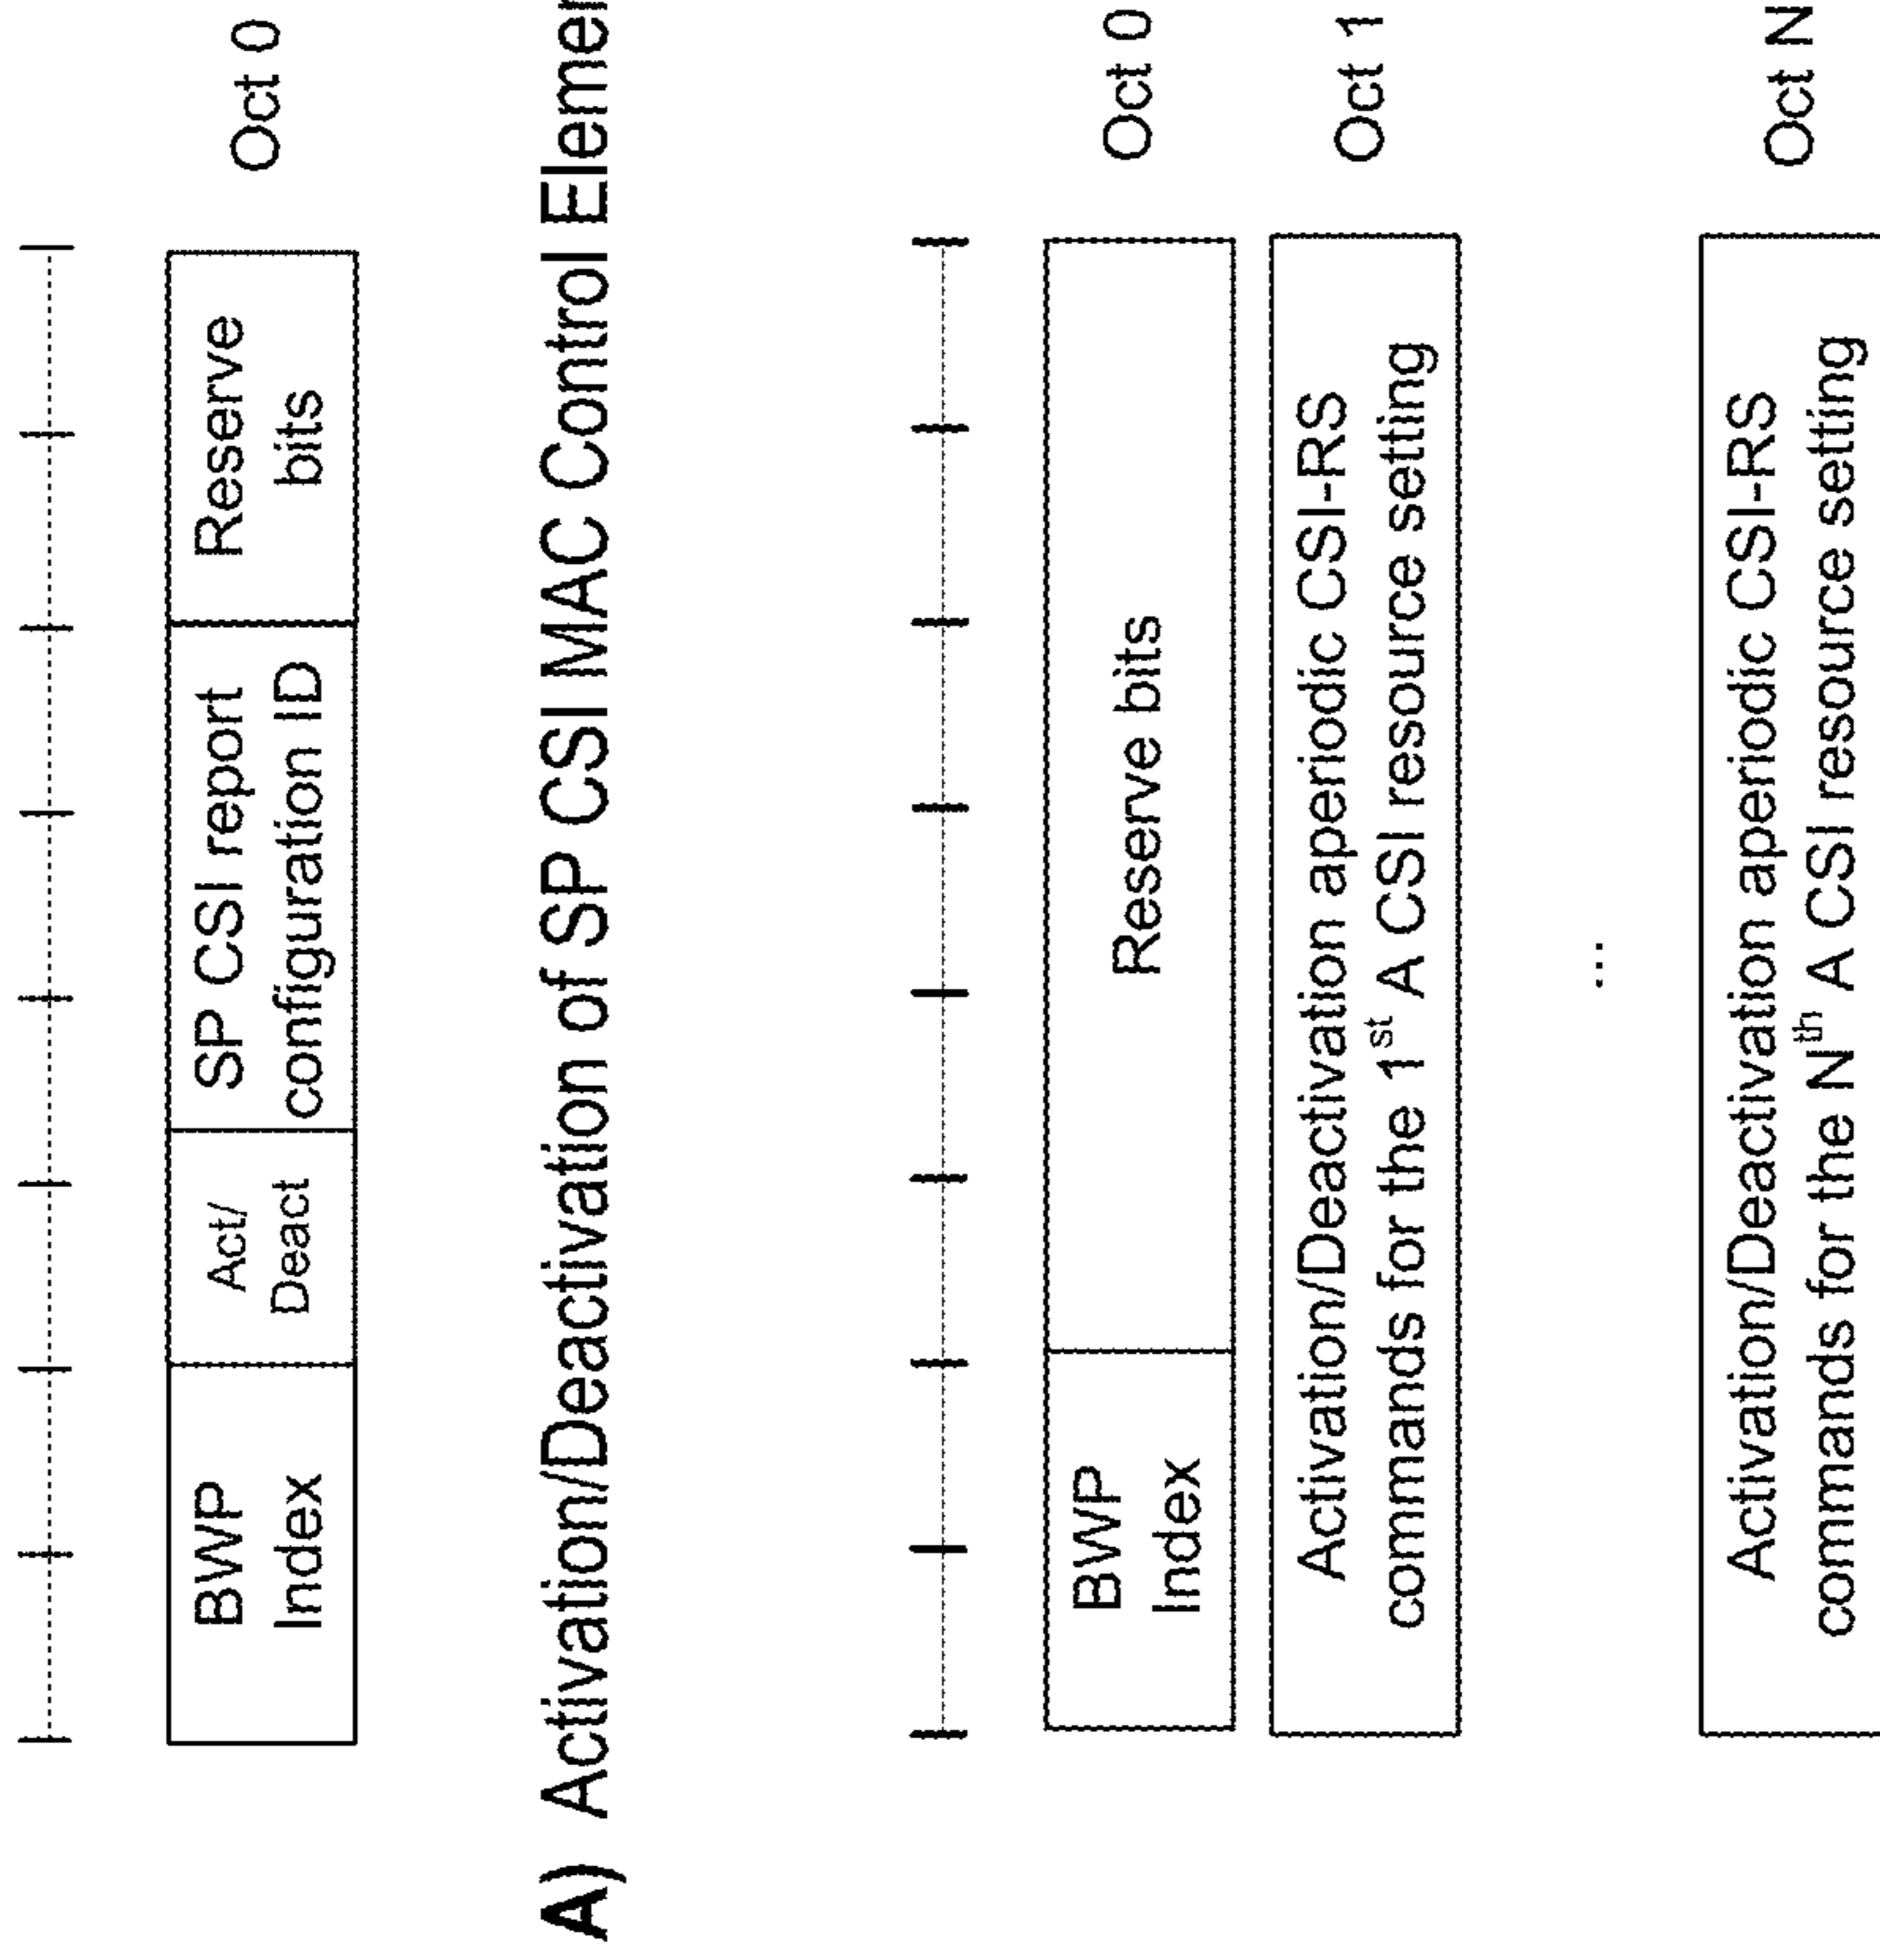 BWP
Index
Act/
Deact
SP CSI report
configuration ID
Reserve
bits
Oct 0
A) Activation/Deactivation of SP CSI MAC Control
BWP
Index
Reserve bits
Oct 0
Activation/Deactivation aperiodic CSI-RS
commands for the 1st A CSI resource setting
Oct 1
...
Activation/Deactivation aperiodic CSI-RS
commands for the Nth A CSI resource setting
Oct N